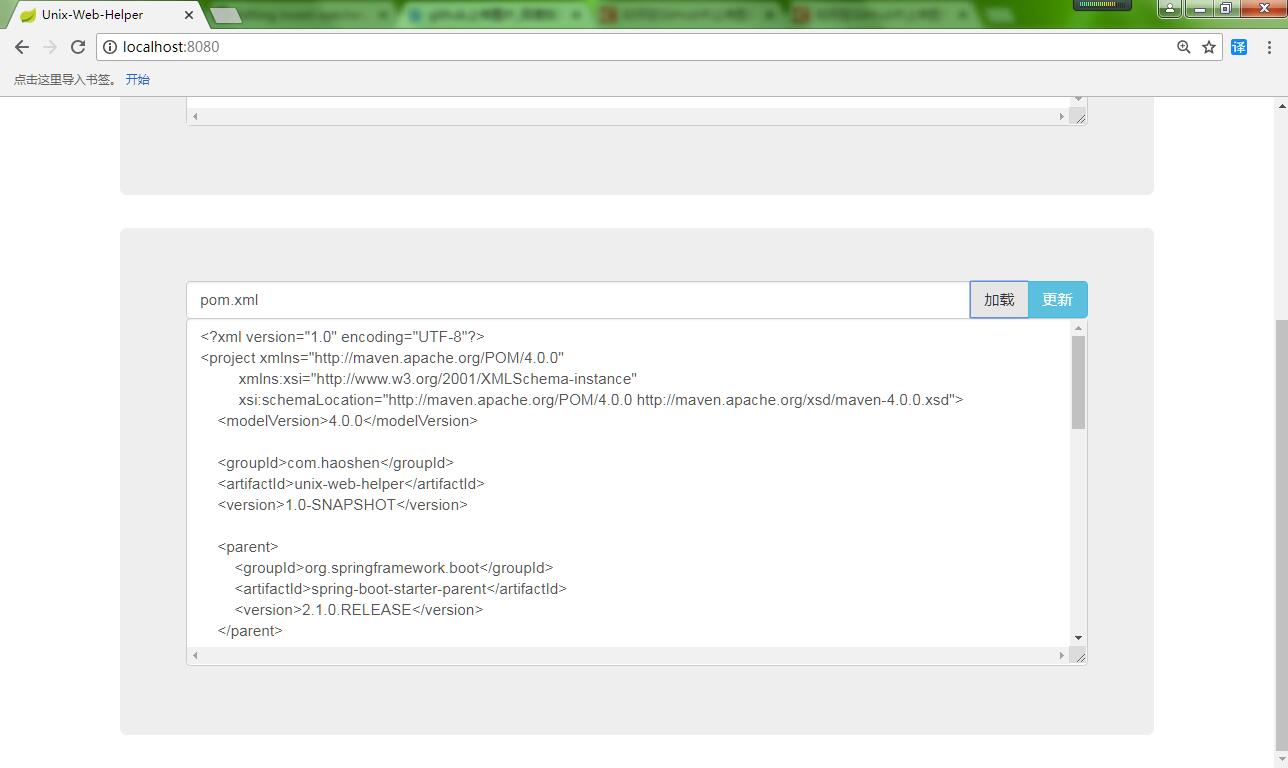 Unix-Web-Helper
localhost:8080
译
点击这里导入书签。 开始
pom.xml
加载
更新
<?xml version="1.0" encoding="UTF-8"?>
<project xmlns="http://maven.apache.org/POM/4.0.0"
xmlns:xsi="http://www.w3.org/2001/XMLSchema-instance"
xsi:schemaLocation="http://maven.apache.org/POM/4.0.0 http://maven.apache.org/xsd/maven-4.0.0.xsd">
<modelVersion>4.0.0</modelVersion>
<groupId>com.haoshen</groupId>
<artifactId>unix-web-helper</artifactId>
<version>1.0-SNAPSHOT</version>
<parent>
<groupId>org.springframework.boot</groupId>
<artifactId>spring-boot-starter-parent</artifactId>
<version>2.1.0.RELEASE</version>
</parent>